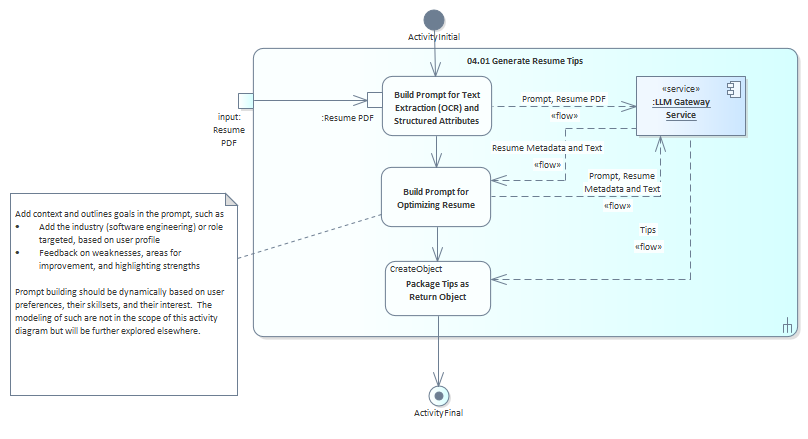 ActivityInitial
04.01 Generate Resume Tips
input:
Resume
PDF
:Resume PDF
Build Prompt for Text
Extraction (OCR) and
Structured Attributes
Prompt, Resume PDF
«flow»
«service»
:LLM Gateway
Service
Resume Metadata and Text
«flow»
Build Prompt for
Optimizing Resume
Prompt, Resume
Metadata and Text
«flow»
Tips
«flow»
CreateObject
Package Tips as
Return Object
ActivityFinal
Add context and outlines goals in the prompt, such as
• Add the industry (software engineering) or role
targeted, based on user profile
• Feedback on weaknesses, areas for
improvement, and highlighting strengths
Prompt building should be dynamically based on user
preferences, their skillsets, and their interest. The
modeling of such are not in the scope of this activity
diagram but will be further explored elsewhere.